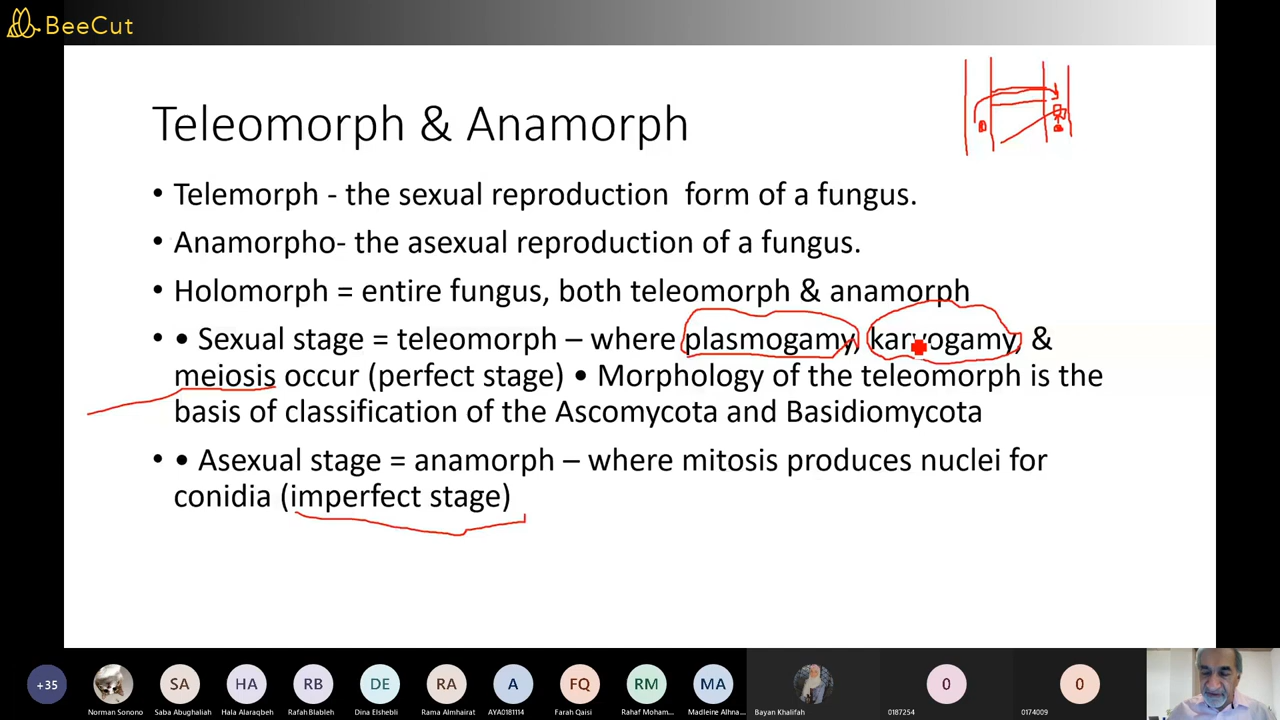 BeeCut
Teleomorph & Anamorph
• Telemorph - the sexual reproduction form of a fungus.
• Anamorpho- the asexual reproduction of a fungus.
• Holomorph = entire fungus, both teleomorph & anamorph
• • Sexual stage = teleomorph – where plasmogamy, karyogamy, &
meiosis occur (perfect stage) • Morphology of the teleomorph is the
basis of classification of the Ascomycota and Basidiomycota
• • Asexual stage = anamorph – where mitosis produces nuclei for
conidia (imperfect stage)
+35 SA HA RB DE RA A FQ RM MA 0 0
Norman Sonono Saba Abughaliah Hala Alaraqbeh Rafah Blableh Dina Elshebli Rama Almhairat AYA0181114 Farah Qaisi Rahaf Moham... Madleire Alhna... Bayan Khalifah 0187254 0174009